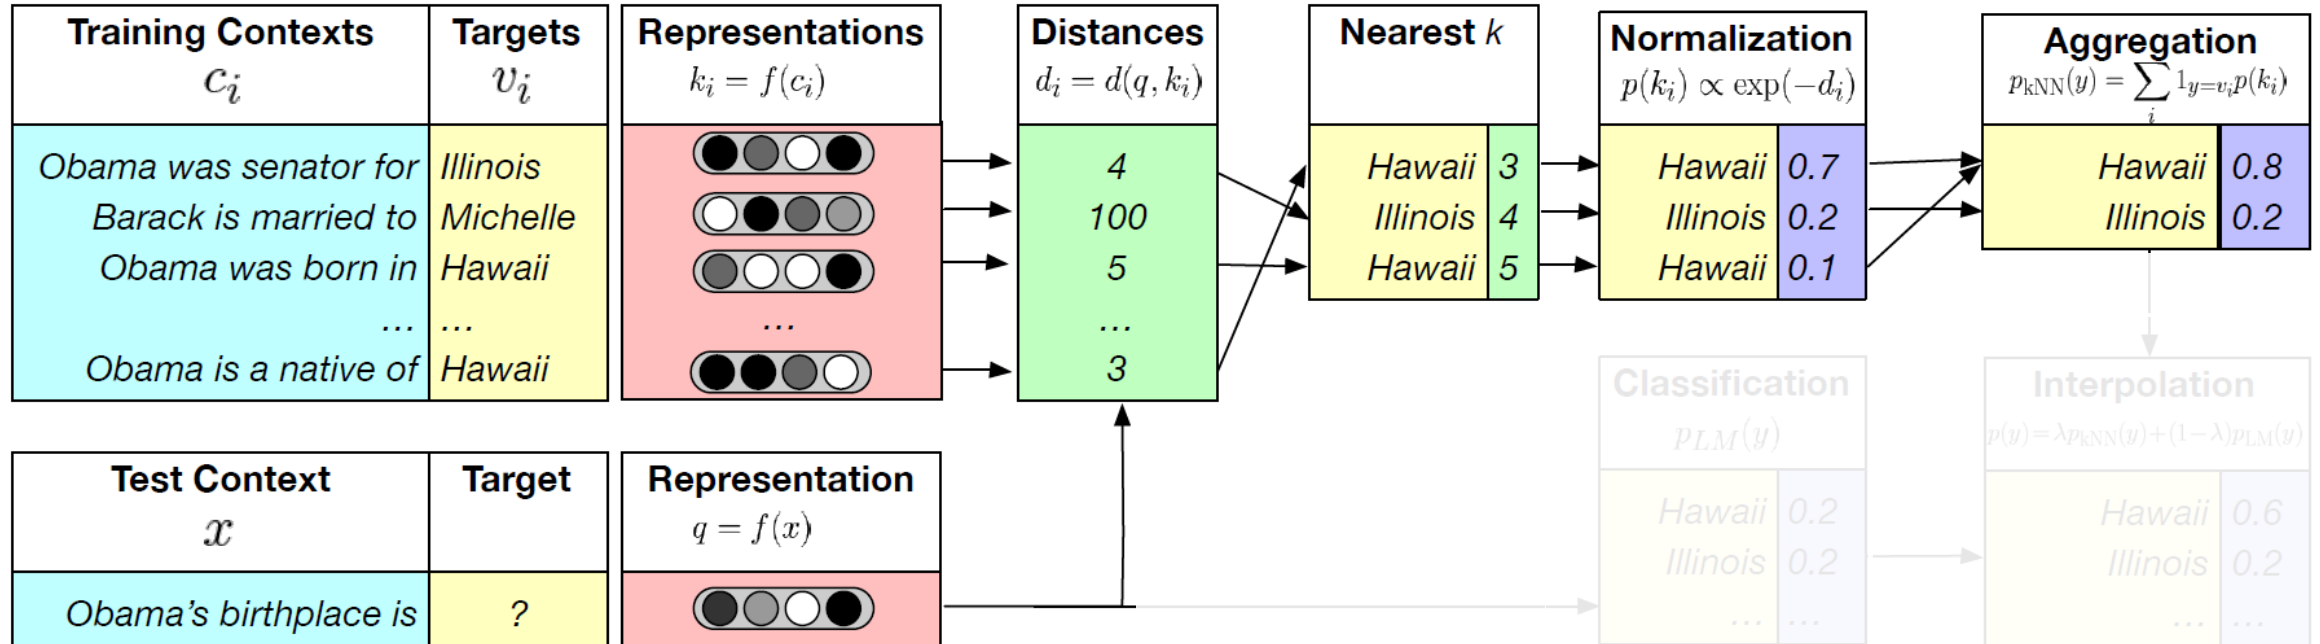 Training Contexts Targets Representations Distances Nearest k Normalization Aggregation
c_i v_i k_i = f(c_i) d_i = d(q, k_i) p(k_i) ∝ exp(−d_i) p_kNN(y) = ∑_i 1_{y=v_i} p(k_i)
Obama was senator for Illinois 4 Hawaii 3 Hawaii 0.7 Hawaii 0.8
Barack is married to Michelle 100 Illinois 4 Illinois 0.2 Illinois 0.2
Obama was born in Hawaii 5 Hawaii 5 Hawaii 0.1
... ... ... ...
Obama is a native of Hawaii 3
Classification Interpolation
p_LM(y) p(y) = λp_kNN(y) + (1−λ)p_LM(y)
Test Context Target Representation
x q = f(x)
Hawaii 0.2 Hawaii 0.6
Illinois 0.2 Illinois 0.2
Obama's birthplace is ? ... ... ... ...